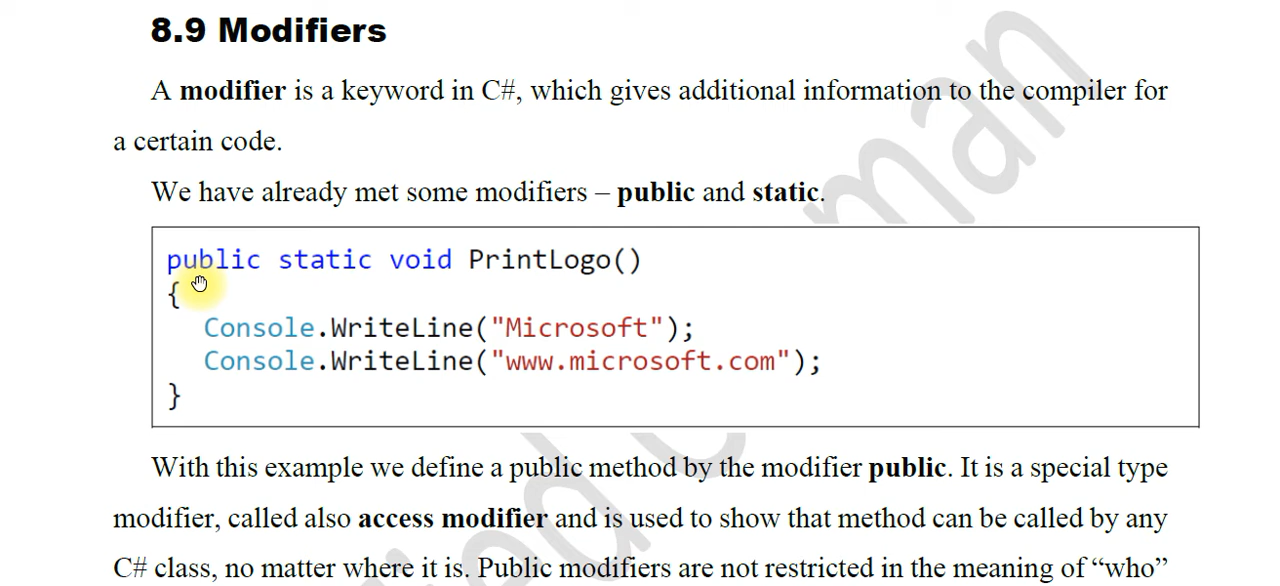 8.9 Modifiers
A modifier is a keyword in C#, which gives additional information to the compiler for
a certain code.
We have already met some modifiers – public and static.
public static void PrintLogo()
{
Console.WriteLine("Microsoft");
Console.WriteLine("www.microsoft.com");
}
With this example we define a public method by the modifier public. It is a special type
modifier, called also access modifier and is used to show that method can be called by any
C# class, no matter where it is. Public modifiers are not restricted in the meaning of “who”